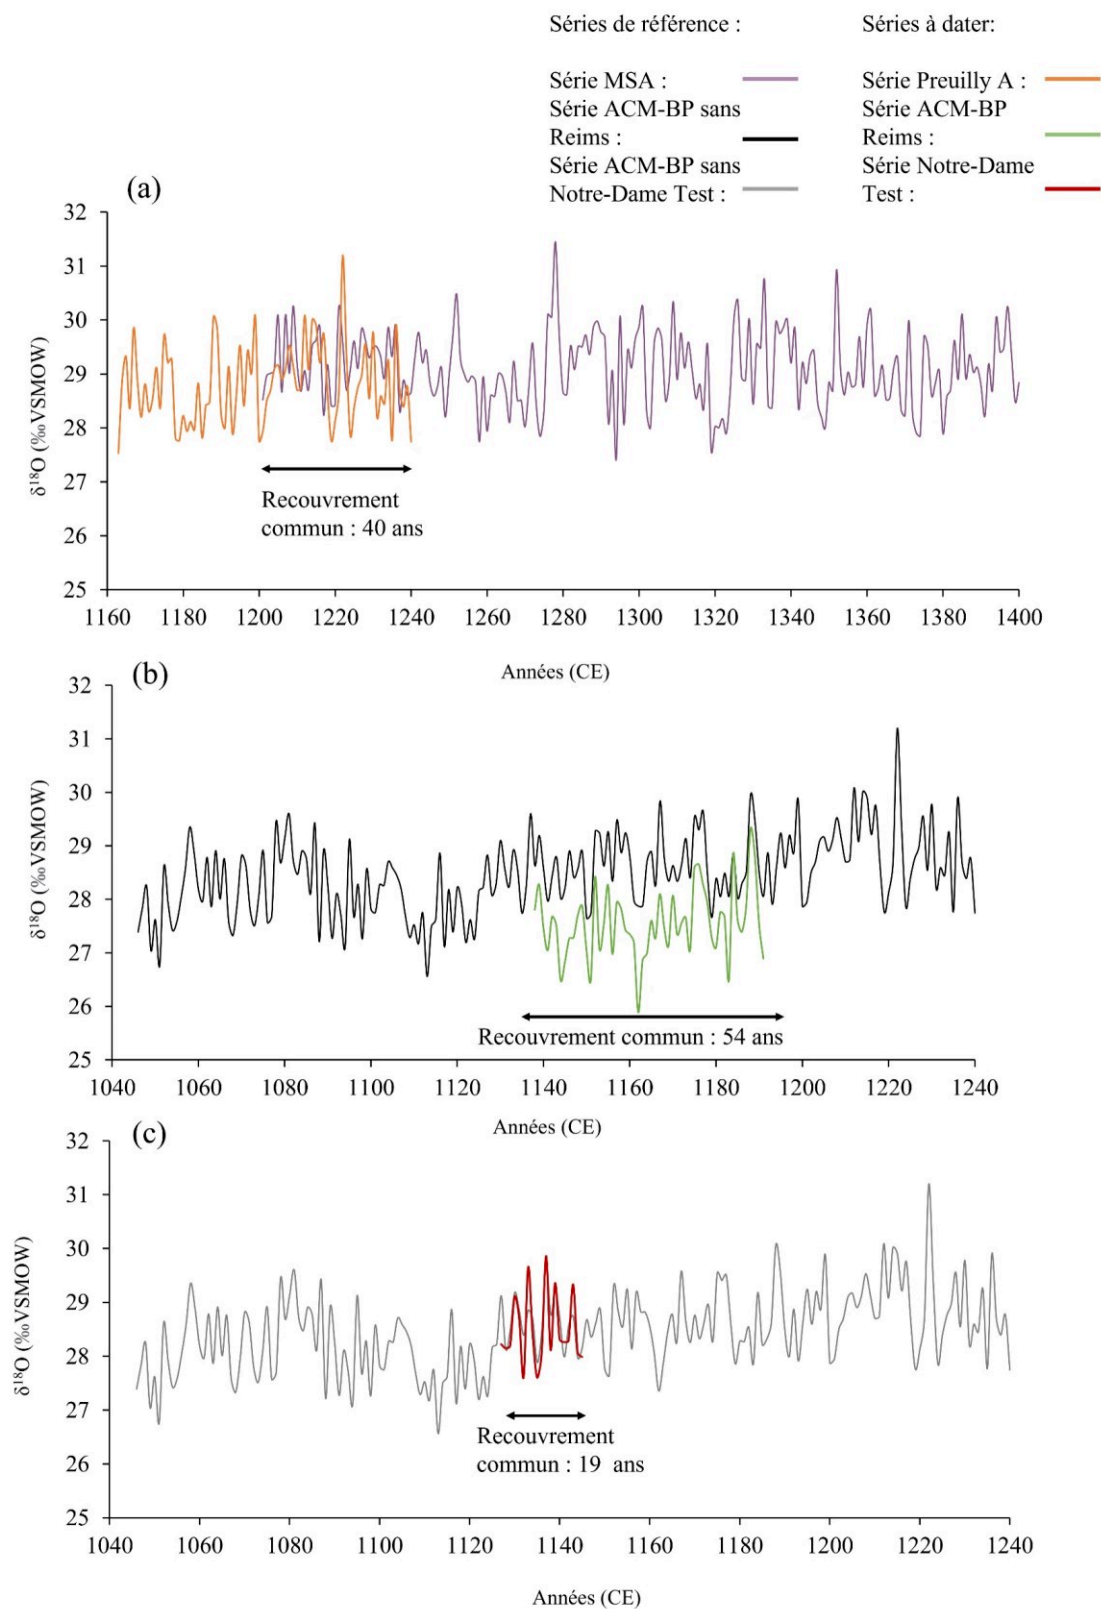 Séries de référence :
Séries à dater:
Série MSA :
Série ACM-BP sans
Reims :
Série ACM-BP sans
Notre-Dame Test :
Série Preuilly A :
Série ACM-BP
Reims :
Série Notre-Dame
Test :
(a)
32
31
30
29
28
27
26
25
δ¹⁸O (‰VSMOW)
Recouvrement
commun : 40 ans
1160 1180 1200 1220 1240 1260 1280 1300 1320 1340 1360 1380 1400
Années (CE)
(b)
32
31
30
29
28
27
26
25
δ¹⁸O (‰VSMOW)
Recouvrement commun : 54 ans
1040 1060 1080 1100 1120 1140 1160 1180 1200 1220 1240
Années (CE)
(c)
32
31
30
29
28
27
26
25
δ¹⁸O (‰VSMOW)
Recouvrement
commun : 19 ans
1040 1060 1080 1100 1120 1140 1160 1180 1200 1220 1240
Années (CE)